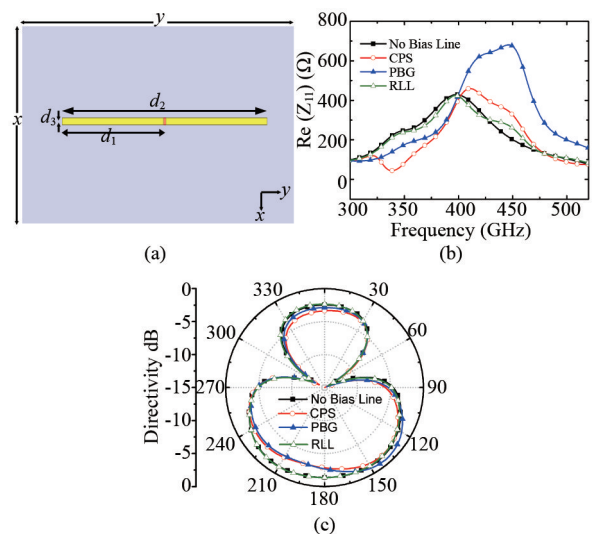 y
x
d2
d3
d1
y
x
(a)
800
600
400
200
0
Re (Z11) (Ω)
No Bias Line
CPS
PBG
RLL
300 350 400 450 500
Frequency (GHz)
(b)
0
-5
-10
-15
-10
-5
0
Directivity dB
330
30
300
60
270
90
240
120
210
150
180
No Bias Line
CPS
PBG
RLL
(c)